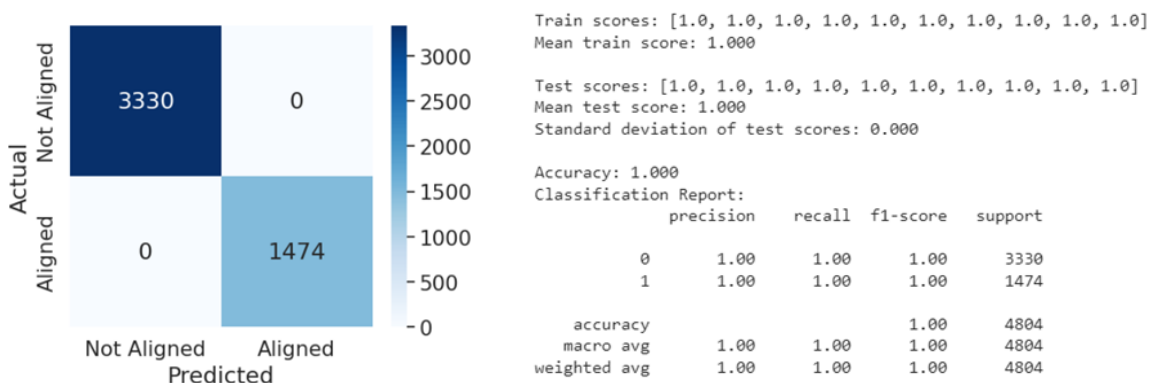 Not Aligned
Aligned
Actual
3330 0
0 1474
Not Aligned Aligned
Predicted
3000
2500
2000
1500
1000
500
0
Train scores: [1.0, 1.0, 1.0, 1.0, 1.0, 1.0, 1.0, 1.0, 1.0, 1.0]
Mean train score: 1.000
Test scores: [1.0, 1.0, 1.0, 1.0, 1.0, 1.0, 1.0, 1.0, 1.0, 1.0]
Mean test score: 1.000
Standard deviation of test scores: 0.000
Accuracy: 1.000
Classification Report:
precision recall f1-score support
0 1.00 1.00 1.00 3330
1 1.00 1.00 1.00 1474
accuracy 1.00 4804
macro avg 1.00 1.00 1.00 4804
weighted avg 1.00 1.00 1.00 4804